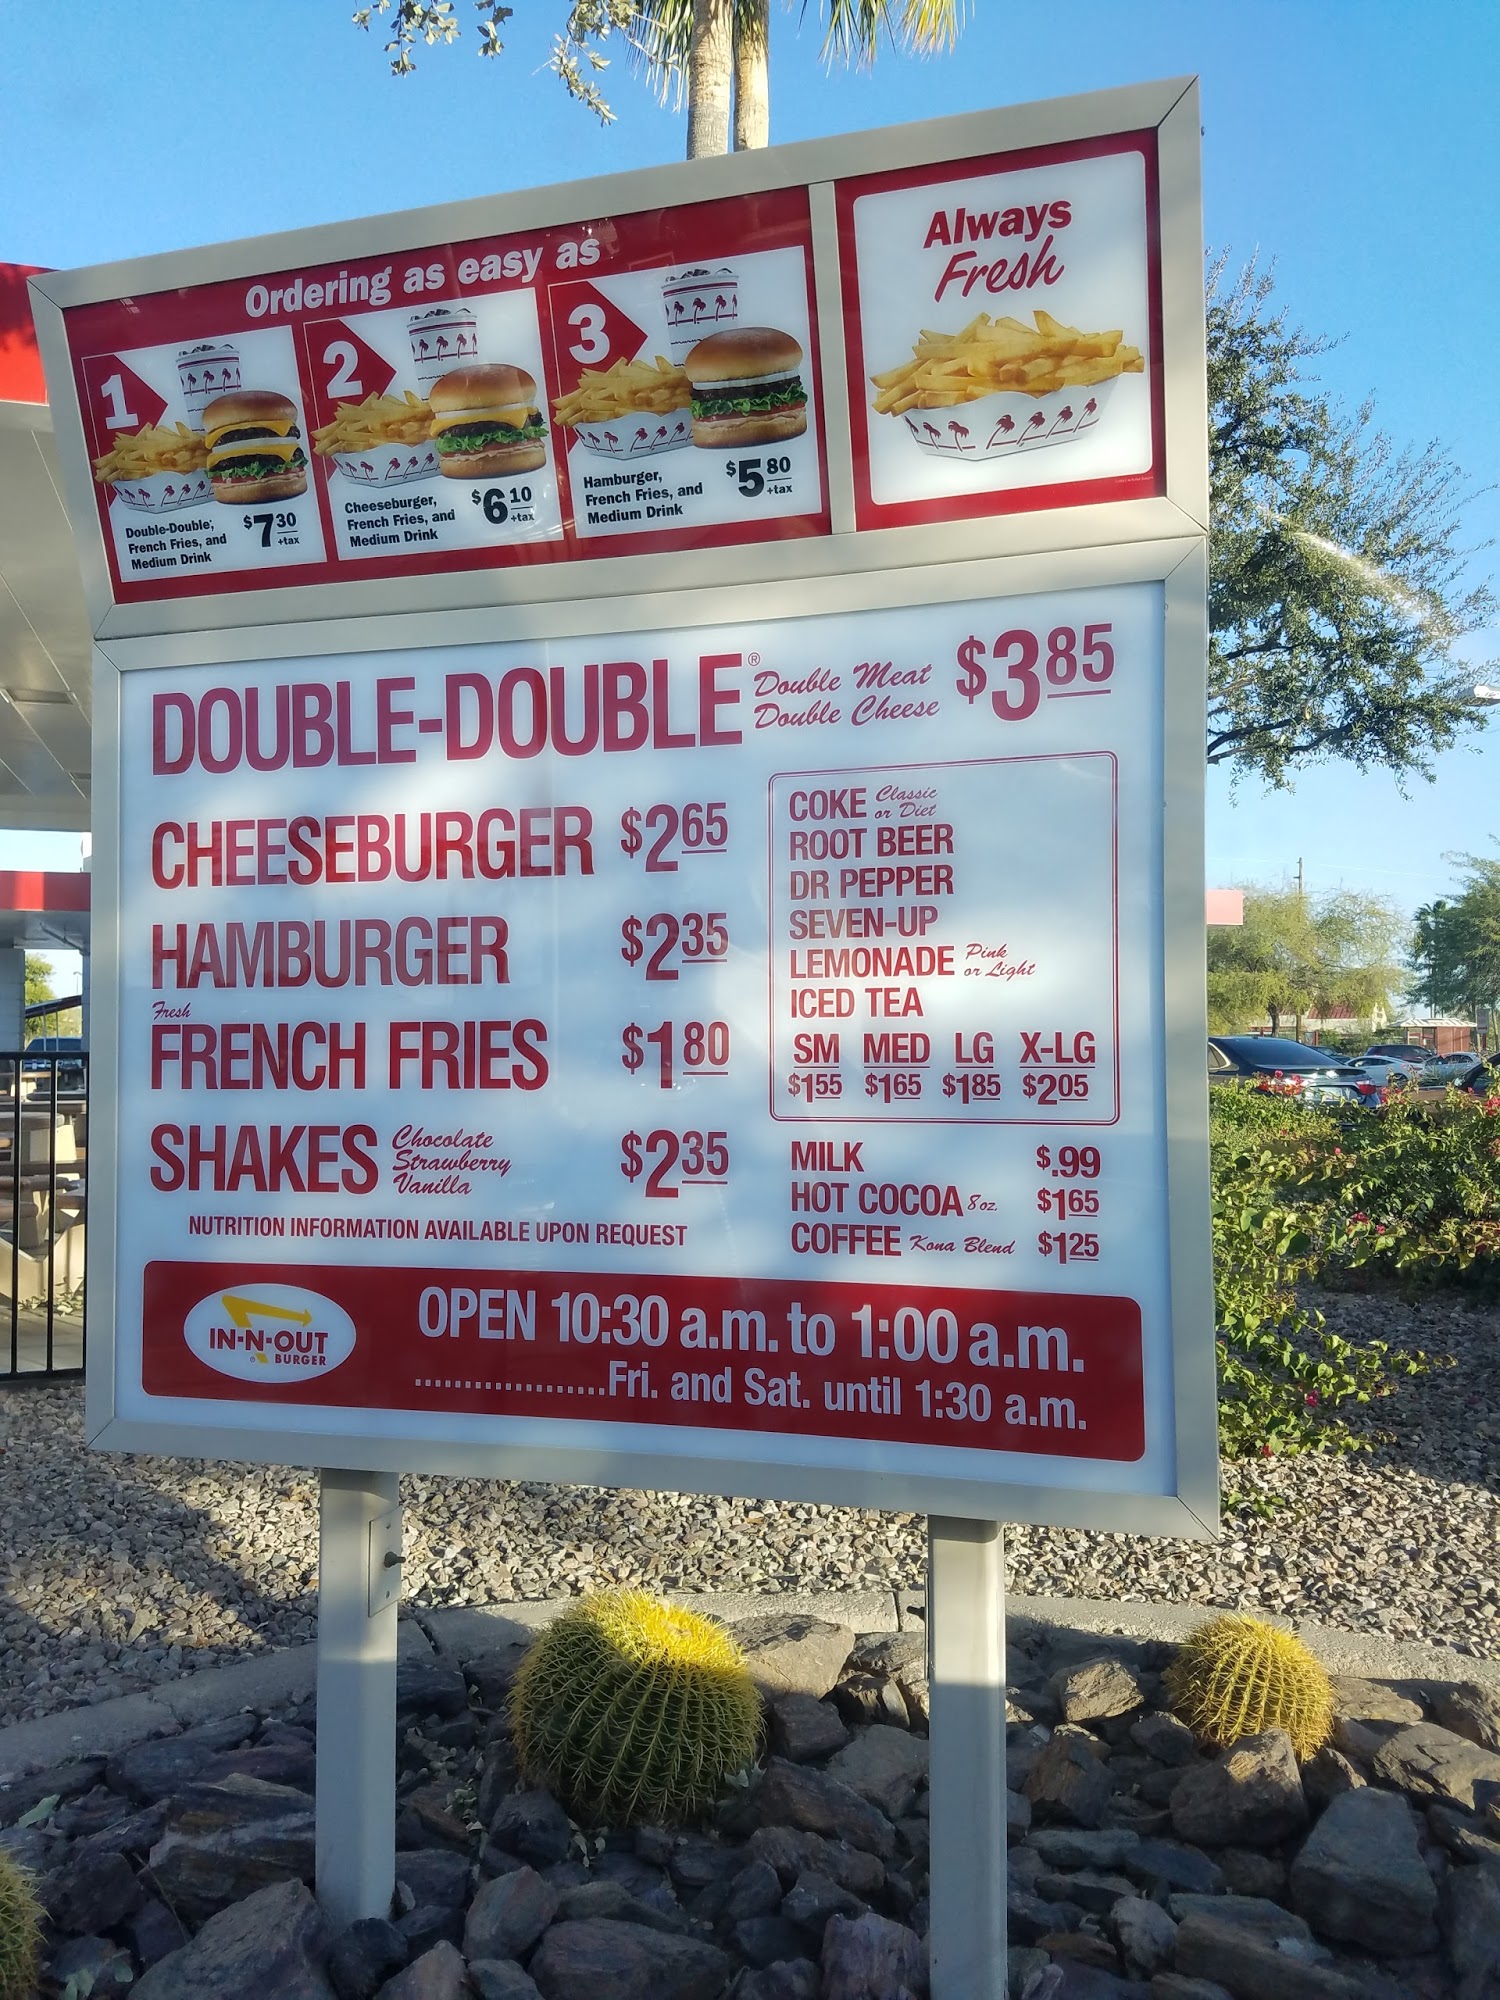 Ordering as easy as
1
Double-Double®,
French Fries, and
Medium Drink
$7 30
+tax
2
Cheeseburger,
French Fries, and
Medium Drink
$6 10
+tax
3
Hamburger,
French Fries, and
Medium Drink
$5 80
+tax
Always
Fresh
DOUBLE-DOUBLE® Double Meat
Double Cheese
$3 85
CHEESEBURGER $2 65
HAMBURGER $2 35
Fresh
FRENCH FRIES $1 80
SHAKES Chocolate
Strawberry
Vanilla
$2 35
NUTRITION INFORMATION AVAILABLE UPON REQUEST
COKE Classic
or Diet
ROOT BEER
DR PEPPER
SEVEN-UP
LEMONADE Pink
or Light
ICED TEA
SM MED LG X-LG
$1 55 $1 65 $1 85 $2 05
MILK $.99
HOT COCOA 8 oz. $1 65
COFFEE Kona Blend $1 25
IN-N-OUT
BURGER
OPEN 10:30 a.m. to 1:00 a.m.
....................Fri. and Sat. until 1:30 a.m.